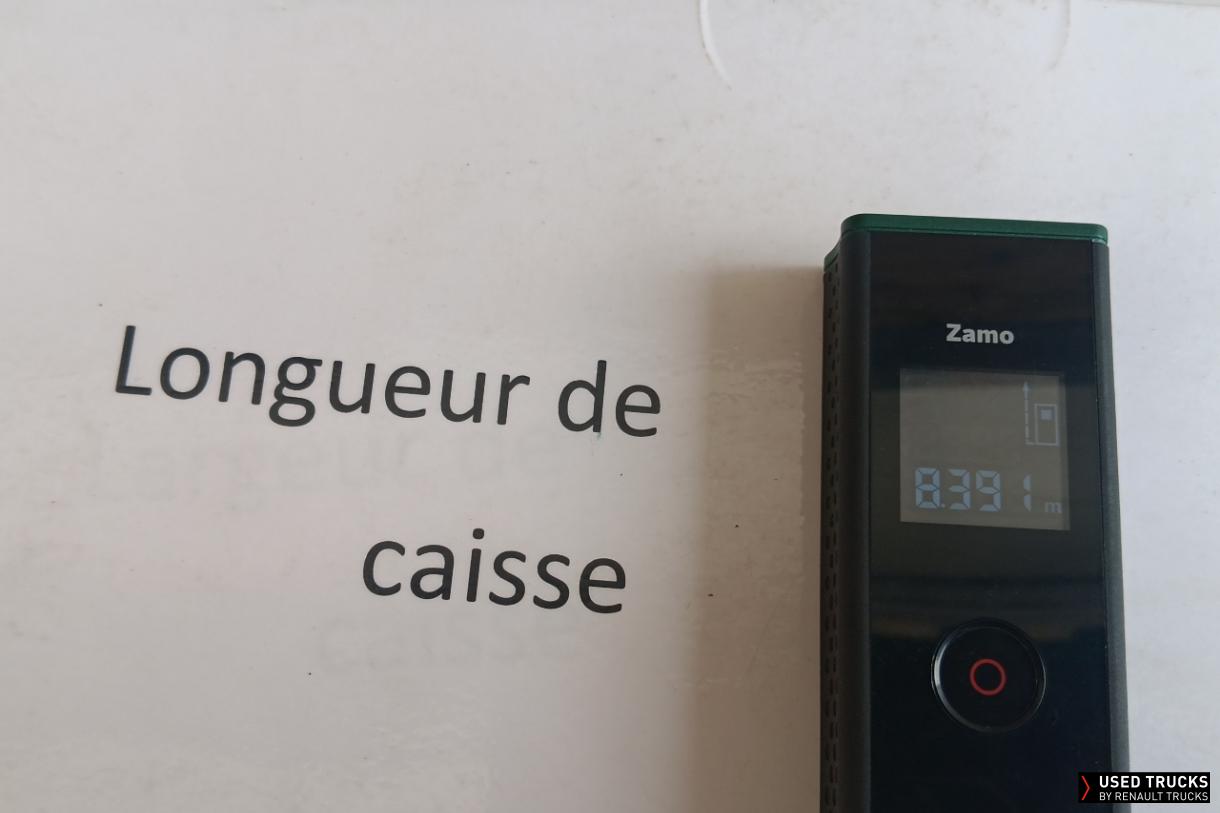 Longueur de
caisse
Zamo
8.391 m
USED TRUCKS
BY RENAULT TRUCKS